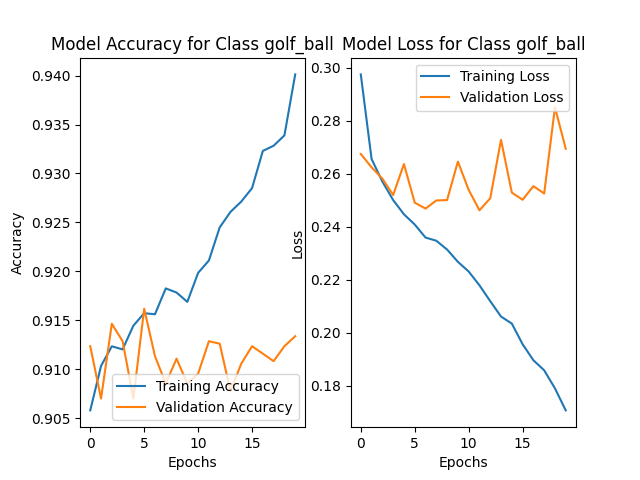 Model Accuracy for Class golf_ball
0.940
0.935
0.930
0.925
0.920
0.915
0.910
0.905
Accuracy
0
5
10
15
Epochs
Training Accuracy
Validation Accuracy
Model Loss for Class golf_ball
0.30
0.28
0.26
0.24
0.22
0.20
0.18
Loss
0
5
10
15
Epochs
Training Loss
Validation Loss